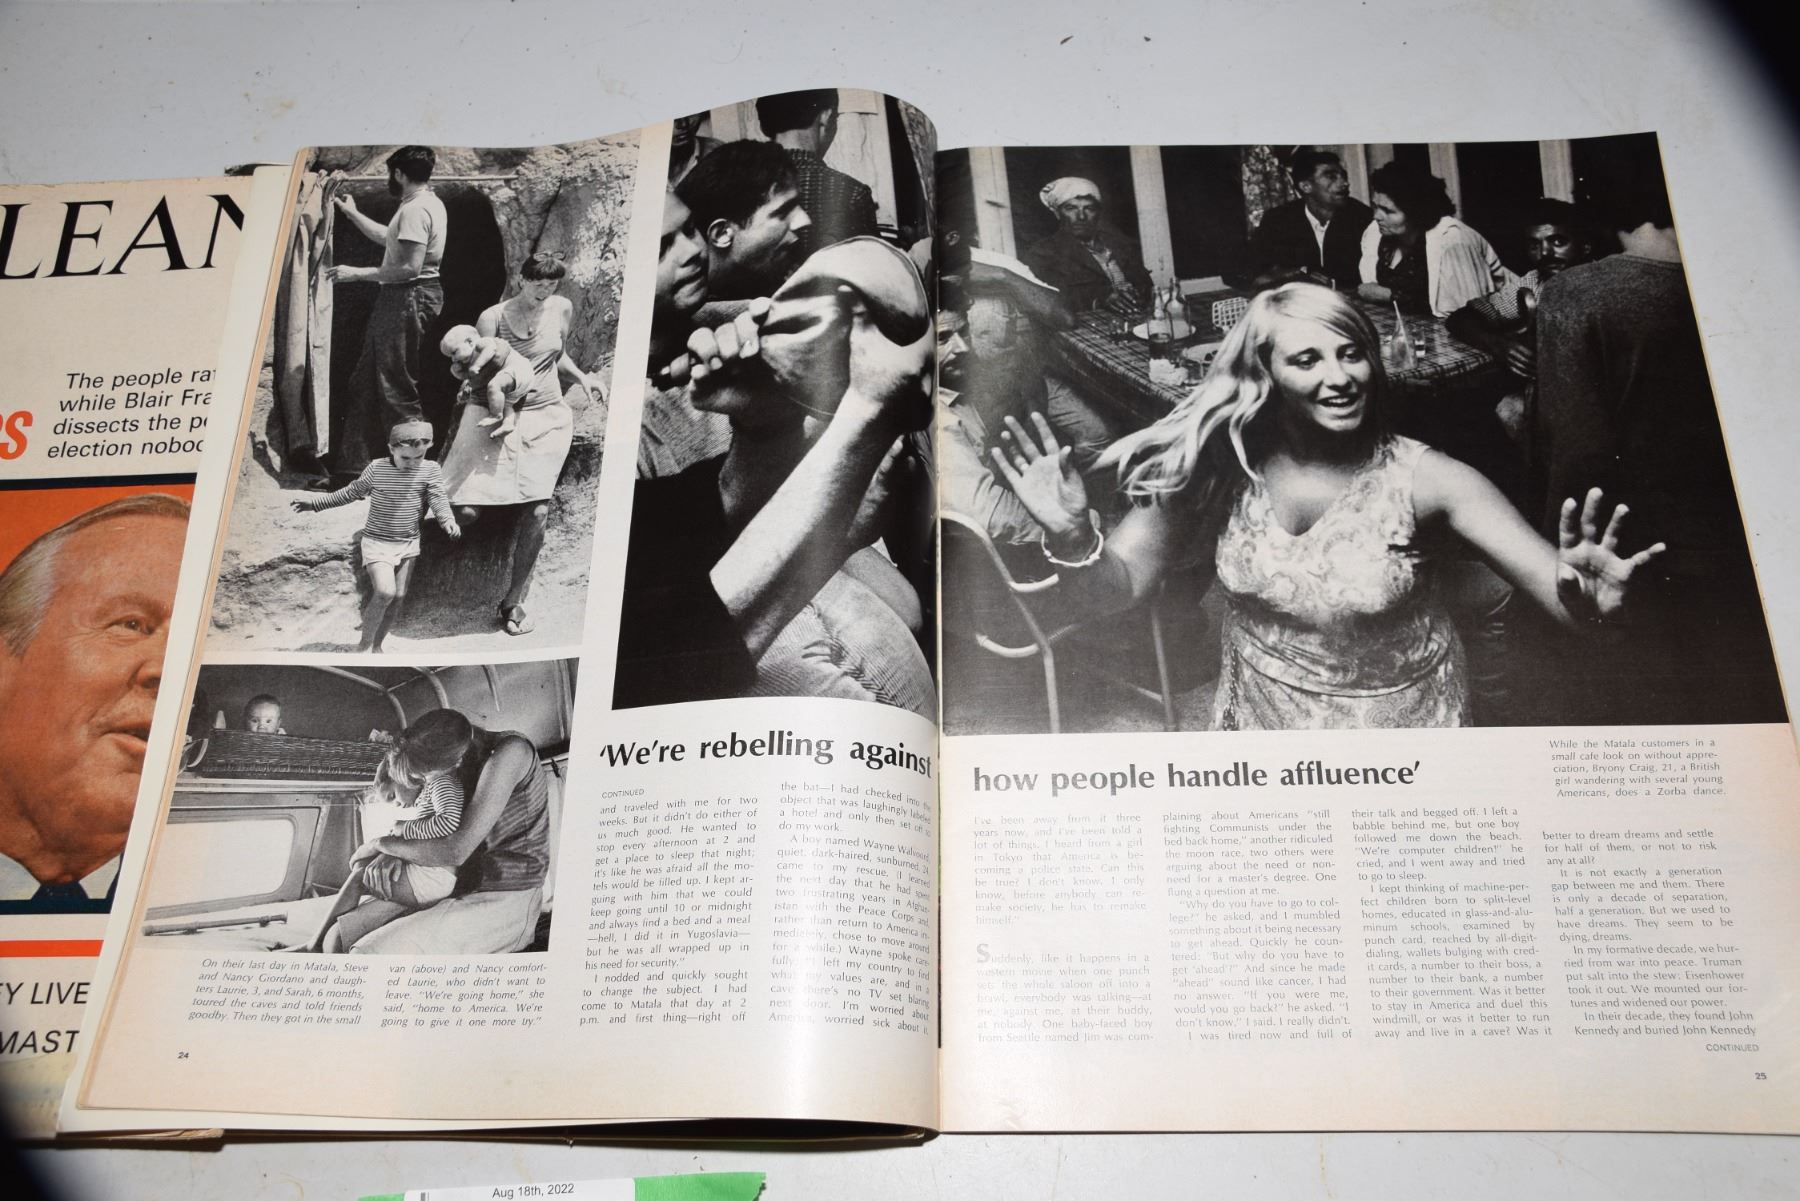 LEAN
The people rat
while Blair Fra
dissects the po
election noboo
RS
EY LIVE
MAST
'We're rebelling against
how people handle affluence'
On their last day in Matala, Steve
and Nancy Giordano and daugh-
ters Laurie, 3, and Sarah, 6 months,
toured the caves and told friends
goodby. Then they got in the small
van (above) and Nancy comfort-
ed Laurie, who didn't want to
leave. "We're going home," she
said, "home to America. We're
going to give it one more try."
24
CONTINUED
and traveled with me for two
weeks. But it didn't do either of
us much good. He wanted to
stop every afternoon at 2 and
get a place to sleep that night;
it's like he was afraid all the mo-
tels would be filled up. I kept ar-
guing with him that we could
keep going until 10 or midnight
and always find a bed and a meal
—hell, I did it in Yugoslavia—
but he was all wrapped up in
his need for security."
I nodded and quickly sought
to change the subject. I had
come to Matala that day at 2
p.m. and first thing—right off
the bat—I had checked into the
object that was laughingly labeled
a hotel and only then set off to
do my work.
A boy named Wayne Walvoord,
quiet, dark-haired, sunburned, 24,
came to my rescue. (I learned
the next day that he had spent
two frustrating years in Afghan-
istan with the Peace Corps and,
rather than return to America im-
mediately, chose to move around
for a while.) Wayne spoke care-
fully: "I left my country to find
what my values are, and in a
cave there's no TV set blaring
next door. I'm worried about
America, worried sick about it.
I've been away from it three
years now, and I've been told a
lot of things. I heard from a girl
in Tokyo that America is be-
coming a police state. Can this
be true? I don't know. I only
know, before anybody can re-
make society, he has to remake
himself."
Suddenly, like it happens in a
western movie when one punch
sets the whole saloon off into a
brawl, everybody was talking—at
me, against me, at their buddy,
at nobody. One baby-faced boy
from Seattle named Jim was com-
plaining about Americans "still
fighting Communists under the
bed back home," another ridiculed
the moon race, two others were
arguing about the need or non-
need for a master's degree. One
flung a question at me.
"Why do you have to go to col-
lege?" he asked, and I mumbled
something about it being necessary
to get ahead. Quickly he coun-
tered: "But why do you have to
get 'ahead'?" And since he made
"ahead" sound like cancer, I had
no answer. "If you were me,
would you go back?" he asked. "I
don't know," I said. I really didn't.
I was tired now and full of
their talk and begged off. I left a
babble behind me, but one boy
followed me down the beach.
"We're computer children!" he
cried, and I went away and tried
to go to sleep.
I kept thinking of machine-per-
fect children born to split-level
homes, educated in glass-and-alu-
minum schools, examined by
punch card, reached by all-digit-
dialing, wallets bulging with cred-
it cards, a number to their boss, a
number to their bank, a number
to their government. Was it better
to stay in America and duel this
windmill, or was it better to run
away and live in a cave? Was it
While the Matala customers in a
small cafe look on without appre-
ciation, Bryony Craig, 21, a British
girl wandering with several young
Americans, does a Zorba dance.
better to dream dreams and settle
for half of them, or not to risk
any at all?
It is not exactly a generation
gap between me and them. There
is only a decade of separation,
half a generation. But we used to
have dreams. They seem to be
dying, dreams.
In my formative decade, we hur-
ried from war into peace. Truman
put salt into the stew: Eisenhower
took it out. We mounted our for-
tunes and widened our power.
In their decade, they found John
Kennedy and buried John Kennedy
CONTINUED
25
Aug 18th, 2022